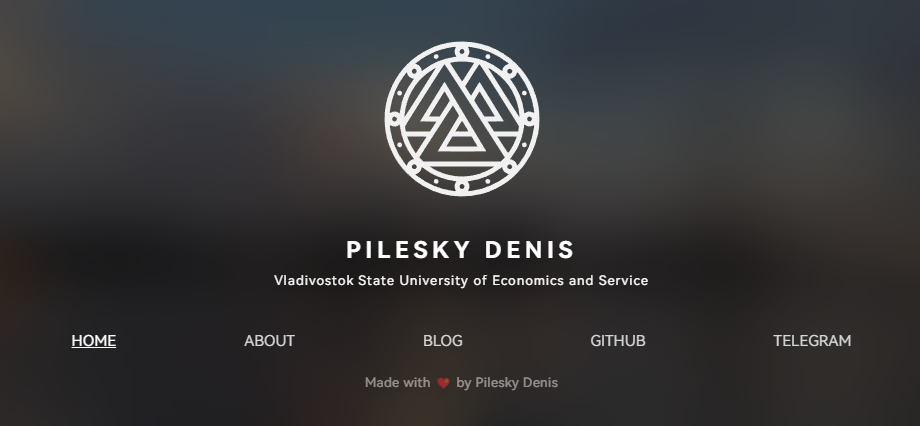 PILESKY DENIS
Vladivostok State University of Economics and Service
HOME ABOUT BLOG GITHUB TELEGRAM
Made with ❤️ by Pilesky Denis